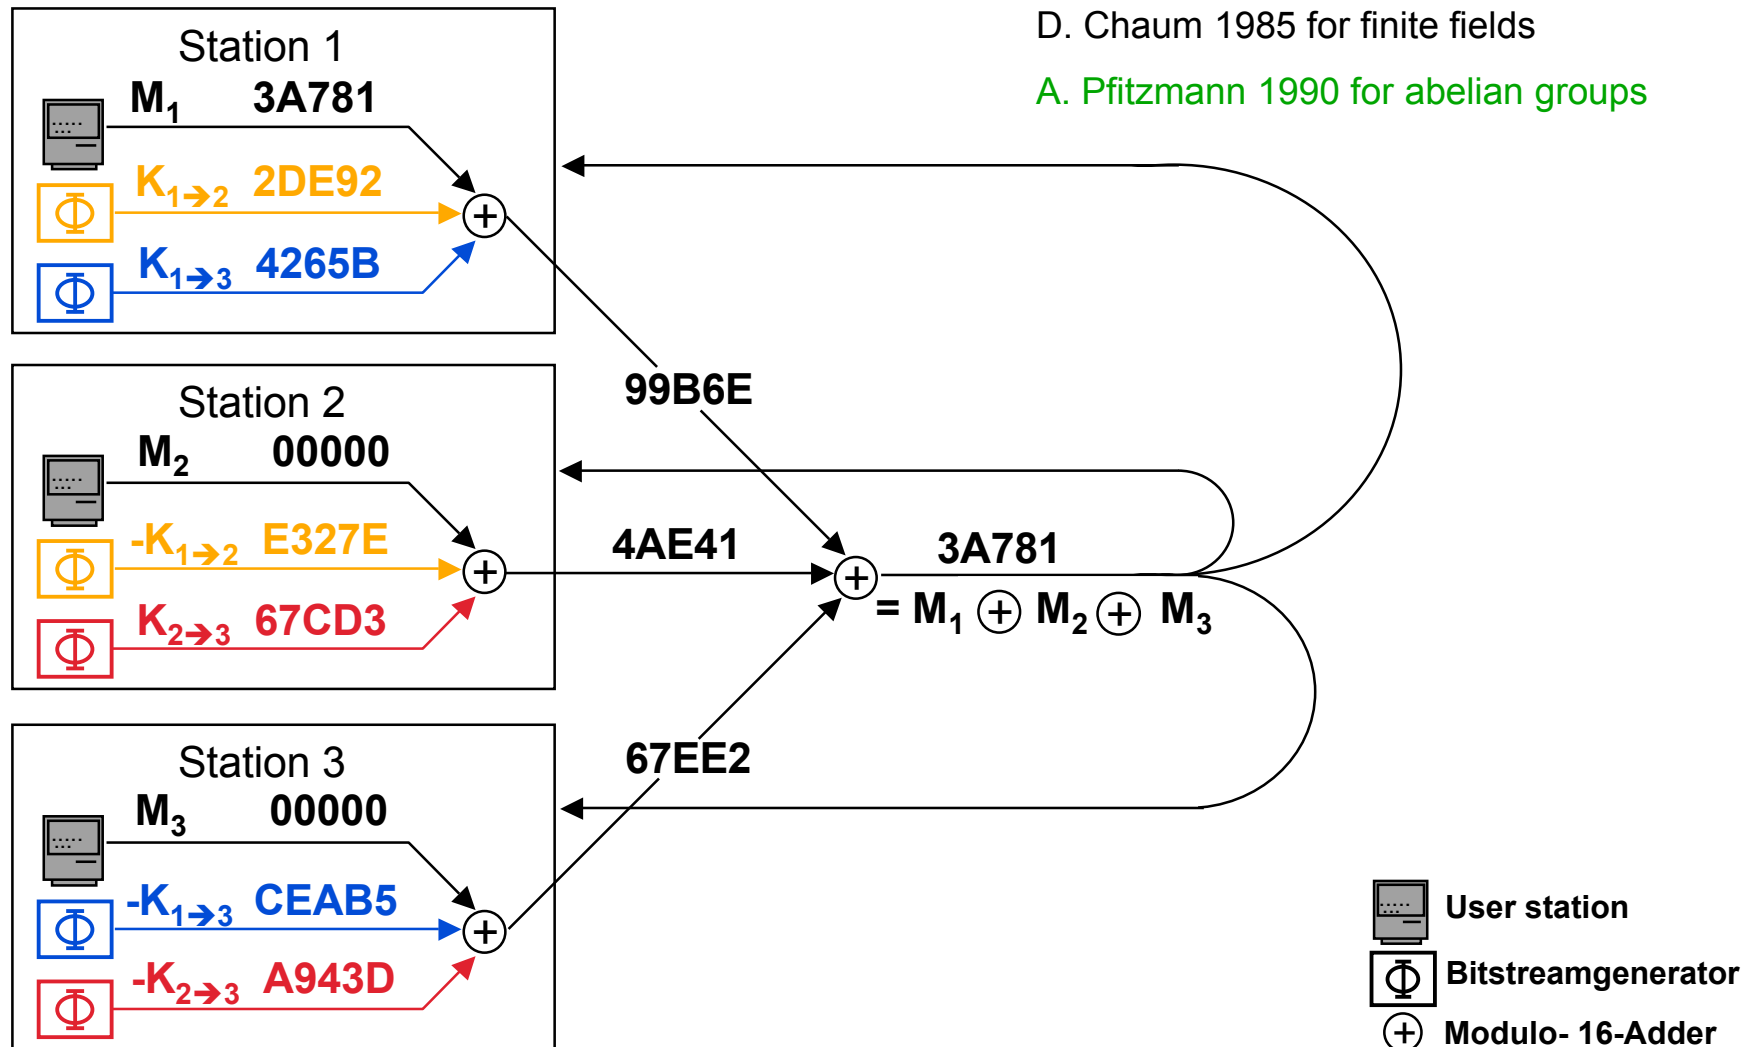 D. Chaum 1985 for finite fields
A. Pfitzmann 1990 for abelian groups
Station 1
M1 3A781
K1➔2 2DE92
Φ
K1➔3 4265B
Φ
+
99B6E
Station 2
M2 00000
-K1➔2 E327E
Φ
K2➔3 67CD3
Φ
+
4AE41
+
3A781
= M1 + M2 + M3
Station 3
M3 00000
-K1➔3 CEAB5
Φ
-K2➔3 A943D
Φ
+
67EE2
User station
Φ Bitstreamgenerator
+ Modulo- 16-Adder